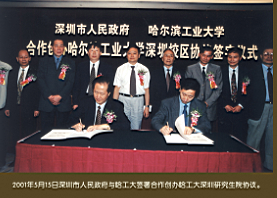 深圳市人民政府 哈尔滨工业大学
合作创办哈尔滨工业大学深圳校区协议签字仪式
2001年5月15日深圳市人民政府与哈工大签署合作创办哈工大深圳研究生院协议。